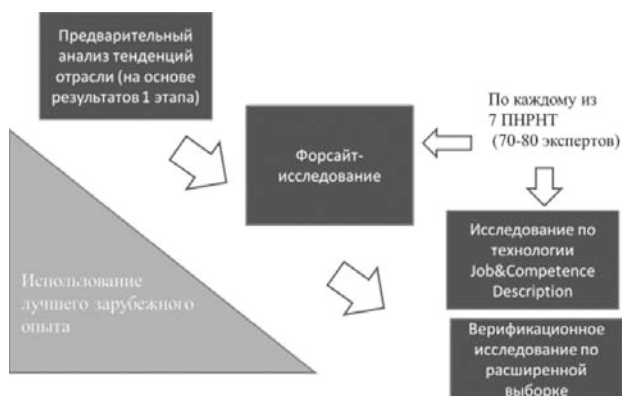 Предварительный
анализ тенденций
отрасли (на основе
результатов 1 этапа)
По каждому из
7 ПНРНТ
(70-80 экспертов)
Форсайт-
исследование
Исследование по
технологии
Job&Competence
Description
Использование
лучшего зарубежного
опыта
Верификационное
исследование по
расширенной
выборке